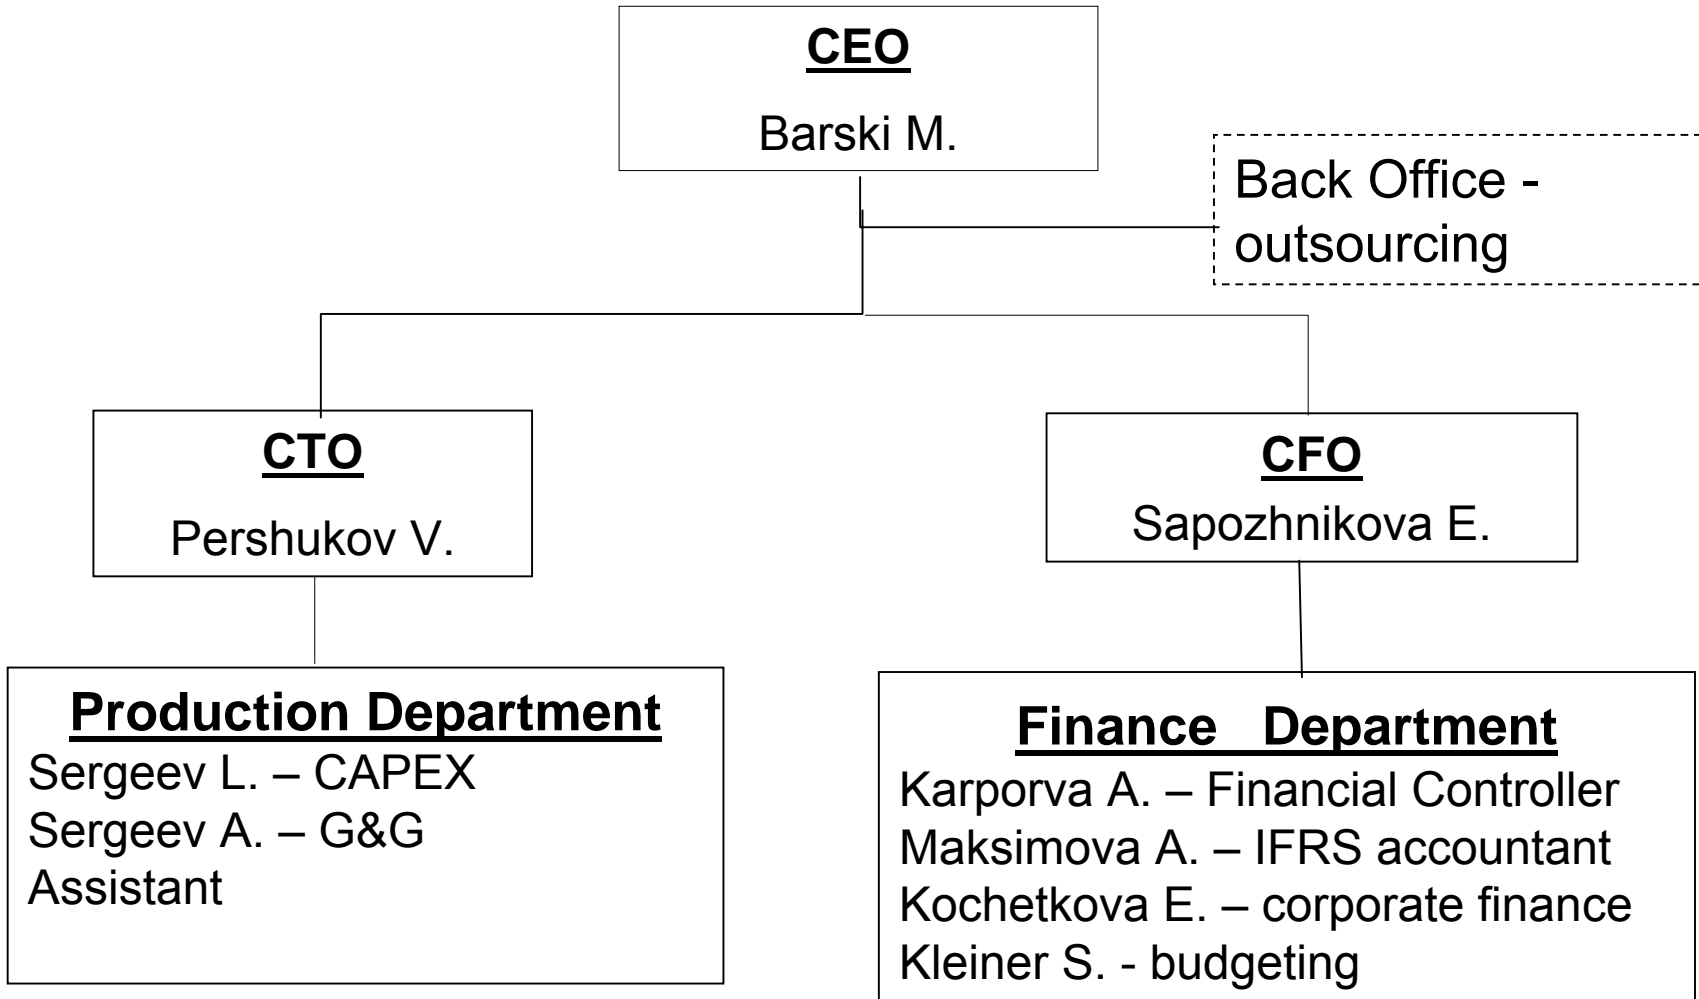 CEO
Barski M.
Back Office -
outsourcing
CTO
Pershukov V.
CFO
Sapozhnikova E.
Production Department
Sergeev L. – CAPEX
Sergeev A. – G&G
Assistant
Finance Department
Karporva A. – Financial Controller
Maksimova A. – IFRS accountant
Kochetkova E. – corporate finance
Kleiner S. - budgeting